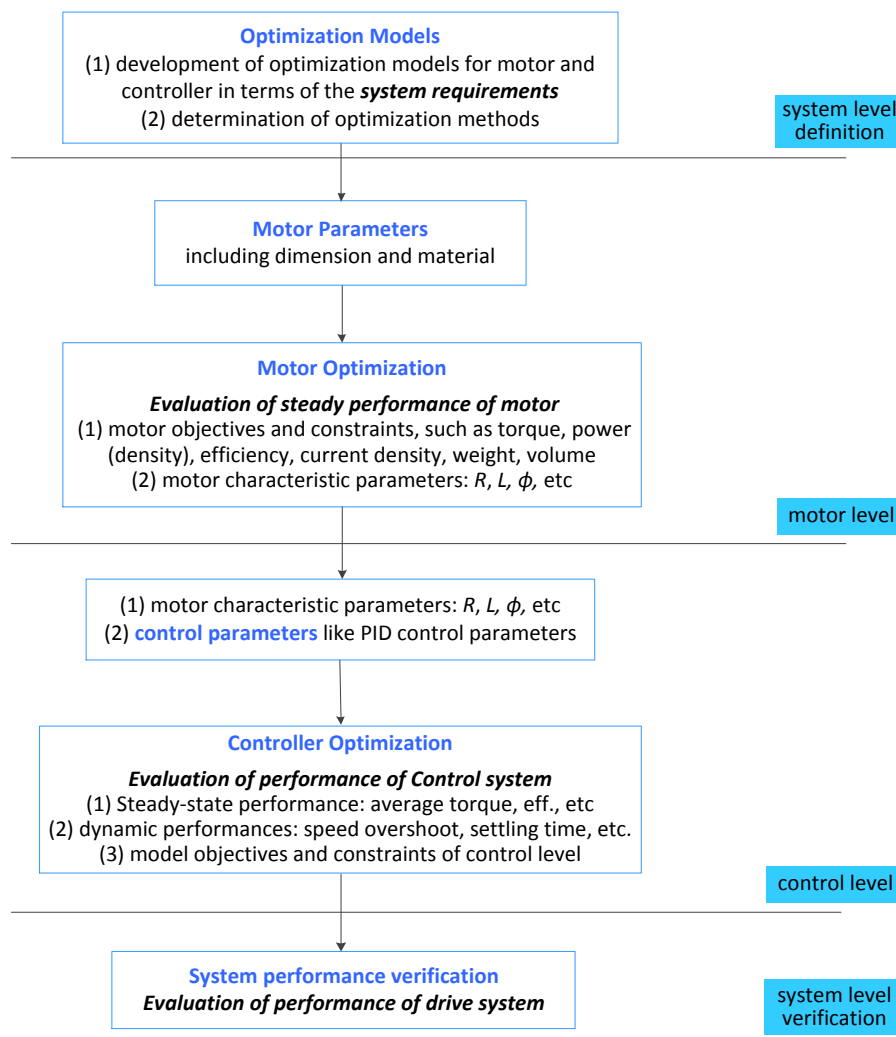 Optimization Models
(1) development of optimization models for motor and
controller in terms of the system requirements
(2) determination of optimization methods
system level
definition
Motor Parameters
including dimension and material
Motor Optimization
Evaluation of steady performance of motor
(1) motor objectives and constraints, such as torque, power
(density), efficiency, current density, weight, volume
(2) motor characteristic parameters: R, L, ϕ, etc
motor level
(1) motor characteristic parameters: R, L, ϕ, etc
(2) control parameters like PID control parameters
Controller Optimization
Evaluation of performance of Control system
(1) Steady-state performance: average torque, eff., etc
(2) dynamic performances: speed overshoot, settling time, etc.
(3) model objectives and constraints of control level
control level
System performance verification
Evaluation of performance of drive system
system level
verification